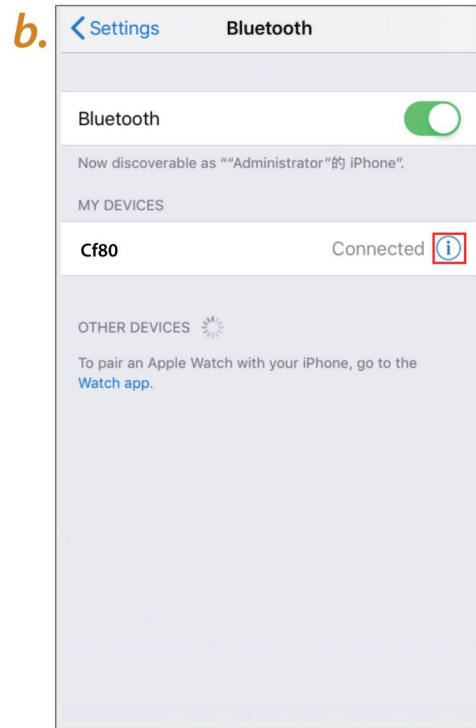 b.
Settings Bluetooth
Bluetooth
Now discoverable as ““Administrator”的 iPhone”.
MY DEVICES
Cf80 Connected i
OTHER DEVICES
To pair an Apple Watch with your iPhone, go to the
Watch app.